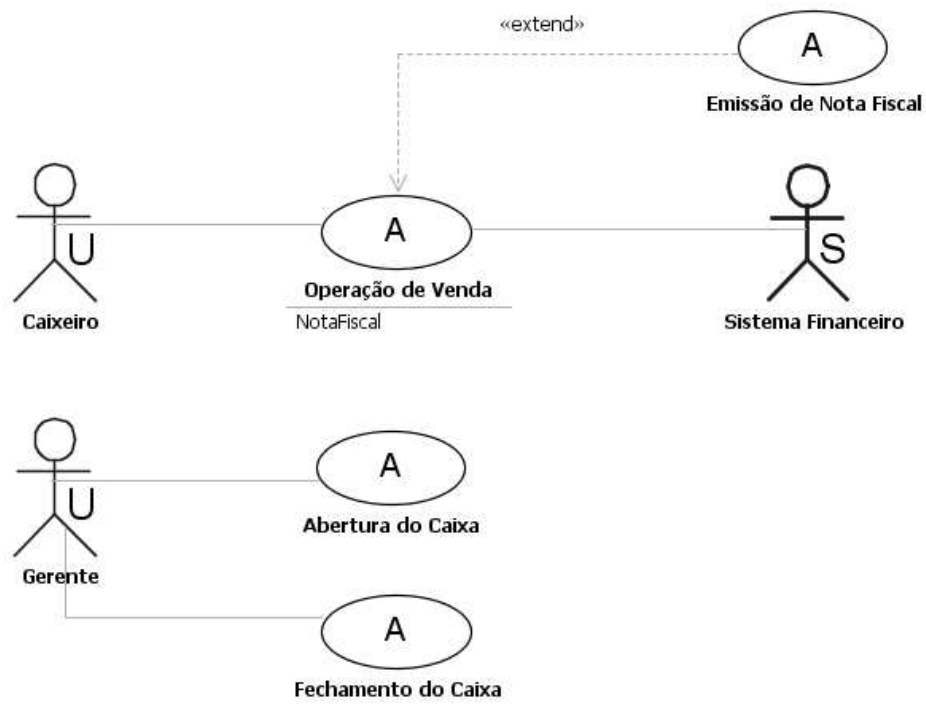 «extend»
A
Emissão de Nota Fiscal
U
A
S
Operação de Venda
NotaFiscal
Caixeiro
Sistema Financeiro
U
A
Abertura do Caixa
Gerente
A
Fechamento do Caixa